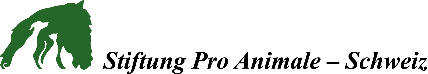 Stiftung Pro Animale – Schweiz